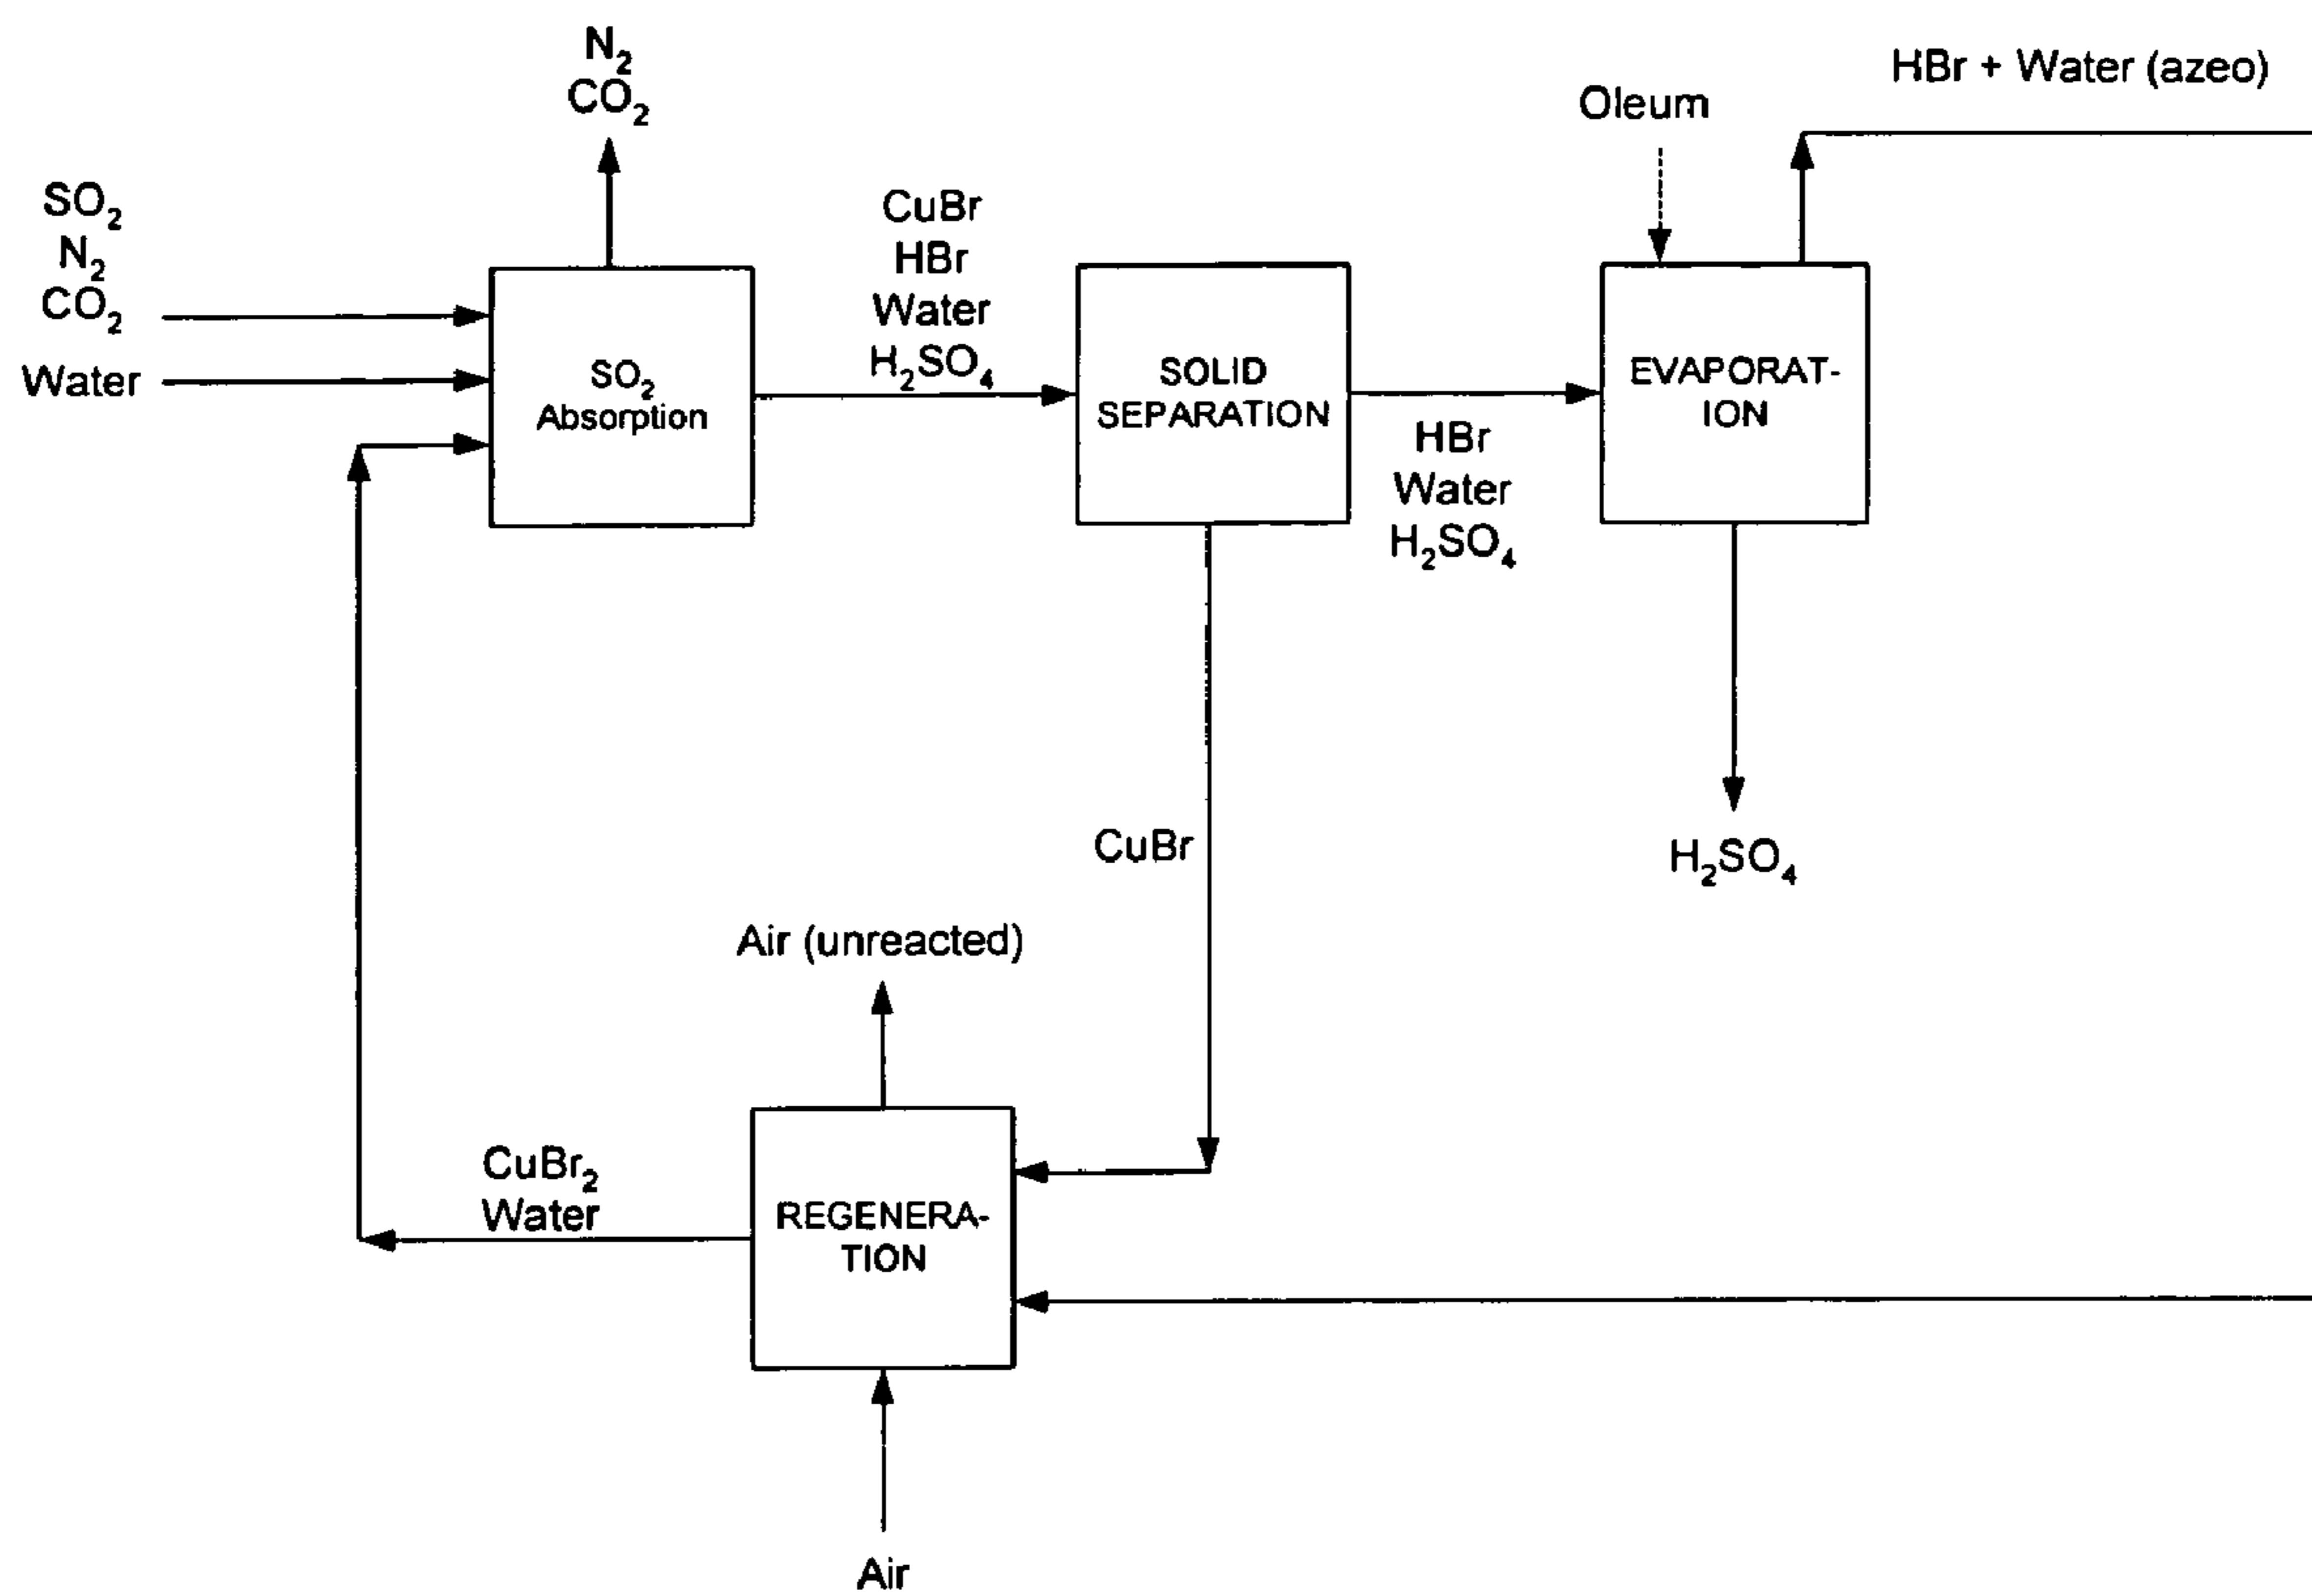 N₂
CO₂
HBr + Water (azeo)
Oleum
SO₂
N₂
CO₂
Water
CuBr
HBr
Water
H₂SO₄
SO₂
Absorption
SOLID
SEPARATION
EVAPORAT-
ION
HBr
Water
H₂SO₄
CuBr
H₂SO₄
Air (unreacted)
CuBr₂
Water
REGENERA-
TION
Air